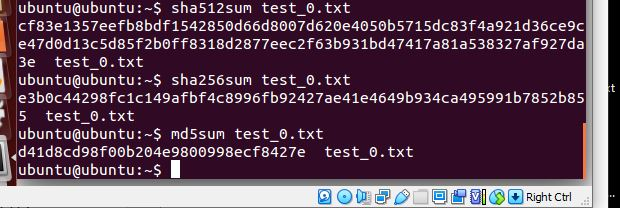 ubuntu@ubuntu:~$ sha512sum test_0.txt
cf83e1357eefb8bdf1542850d66d8007d620e4050b5715dc83f4a921d36ce9c
e47d0d13c5d85f2b0ff8318d2877eec2f63b931bd47417a81a538327af927da
3e  test_0.txt
ubuntu@ubuntu:~$ sha256sum test_0.txt
e3b0c44298fc1c149afbf4c8996fb92427ae41e4649b934ca495991b7852b85
5  test_0.txt
ubuntu@ubuntu:~$ md5sum test_0.txt
d41d8cd98f00b204e9800998ecf8427e  test_0.txt
ubuntu@ubuntu:~$
Right Ctrl